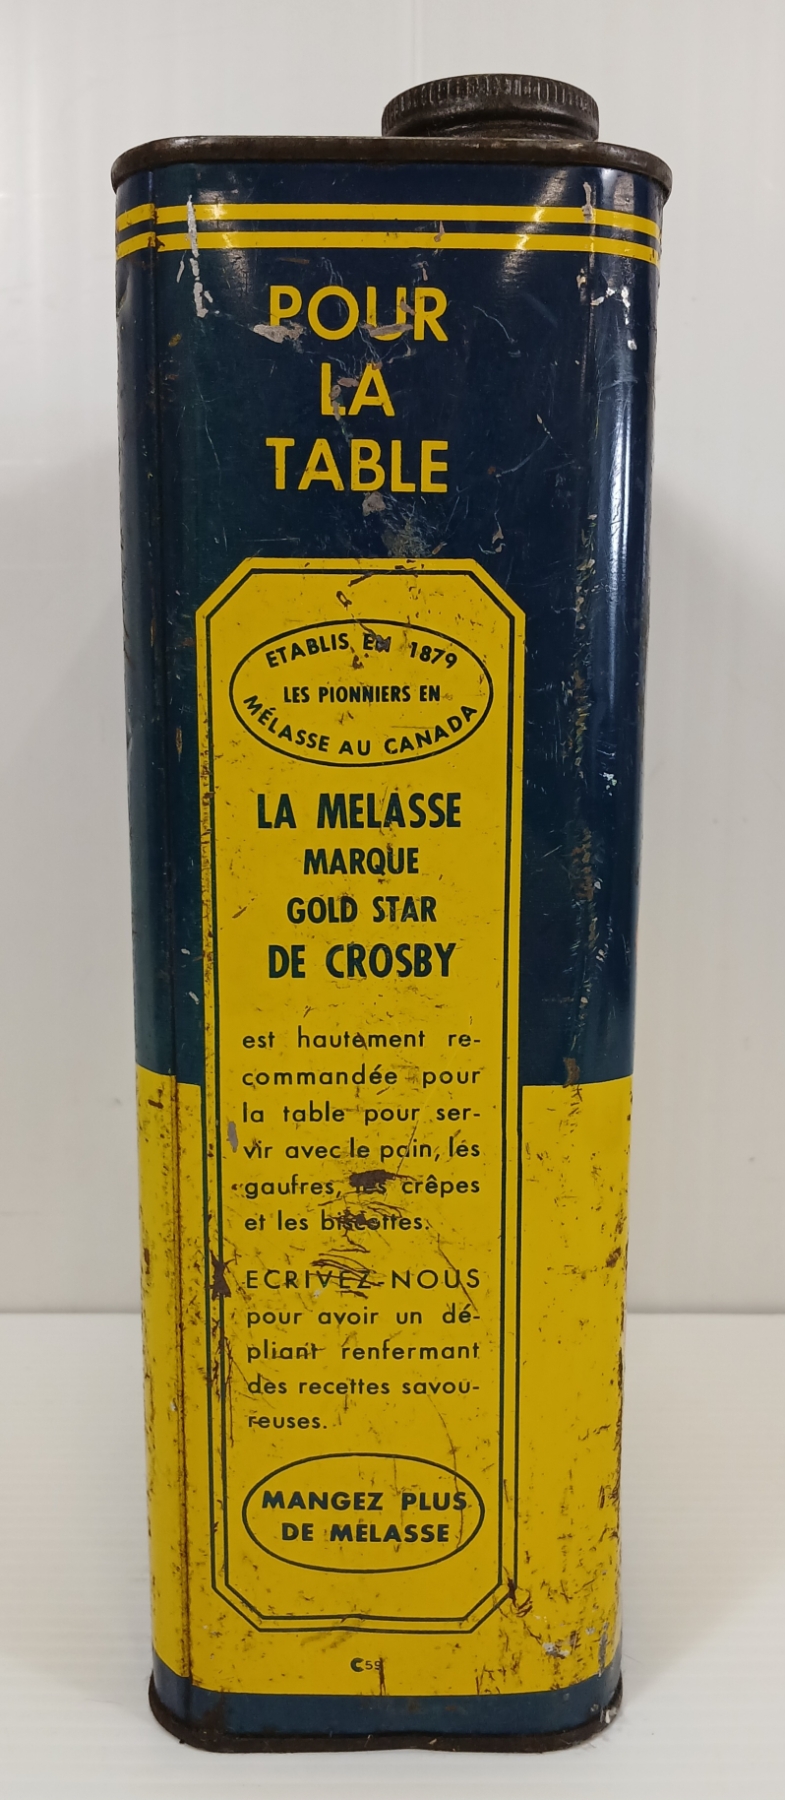 POUR
LA
TABLE
ETABLIS EN 1879
LES PIONNIERS EN
MÉLASSE AU CANADA
LA MELASSE
MARQUE
GOLD STAR
DE CROSBY
est hautement re-
commandée pour
la table pour ser-
vir avec le pain, les
gaufres, les crêpes
et les biscottes.
ECRIVEZ-NOUS
pour avoir un dé-
pliant renfermant
des recettes savou-
reuses.
MANGEZ PLUS
DE MÉLASSE
C59